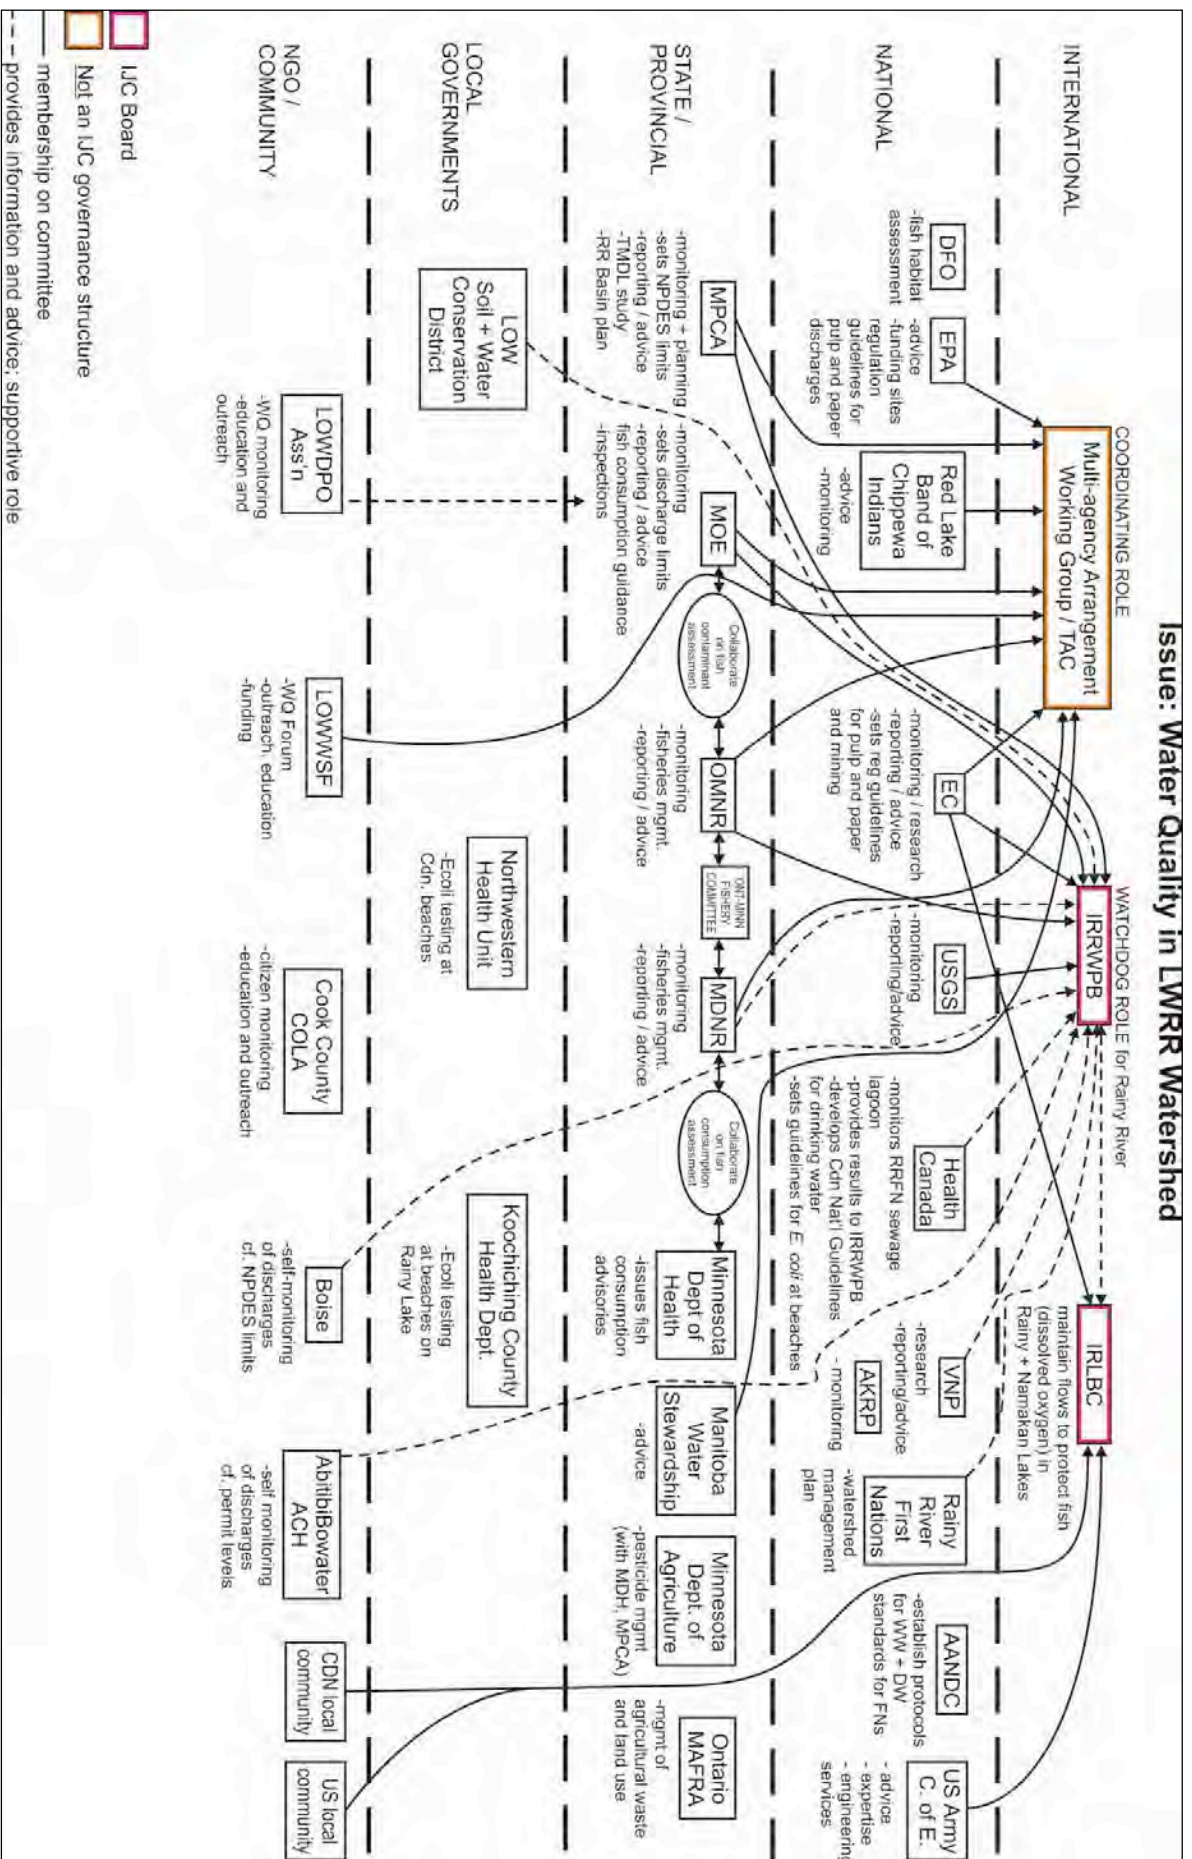 Issue: Water Quality in LWRR Watershed
INTERNATIONAL
COORDINATING ROLE
Multi-agency Arrangement
Working Group / TAC
WATCHDOG ROLE for Rainy River
IRRWPB
IRLBC
maintain flows to protect fish
(dissolved oxygen) in
Rainy + Namakan Lakes
NATIONAL
DFO
-fish habitat
assessment
EPA
-advice
-funding sites
regulation
guidelines for
pulp and paper
discharges
Red Lake
Band of
Chippewa
Indians
-advice
-monitoring
EC
-monitoring / research
-reporting / advice
-sets reg guidelines
for pulp and paper
and mining
USGS
-monitoring
-reporting/advice
Health
Canada
-monitors RRFN sewage
lagoon
-provides results to IRRWPB
-develops Cdn Nat'l Guidelines
for drinking water
-sets guidelines for E. coli at beaches
VNP
-research
-reporting/advice
AKRP
- monitoring
Rainy
River
First
Nations
-watershed
management
plan
AANDC
-establish protocols
for WW + DW
standards for FNs
US Army
C. of E.
- advice
- expertise
- engineering
services
STATE /
PROVINCIAL
MPCA
-monitoring + planning
-sets NPDES limits
-reporting / advice
-TMDL study
-RR Basin plan
MOE
-monitoring
-sets discharge limits
-reporting / advice
fish consumption guidance
-inspections
Collaborate
on fish
contaminant
assessment
OMNR
-monitoring
-fisheries mgmt.
-reporting / advice
ONT-MINN
FISHERY
COMMITTEE
MDNR
-monitoring
-fisheries mgmt.
-reporting / advice
Collaborate
on fish
consumption
assessment
Minnesota
Dept of
Health
-issues fish
consumption
advisories
Manitoba
Water
Stewardship
-advice
Minnesota
Dept. of
Agriculture
-pesticide mgmt
(with MDH, MPCA)
Ontario
MAFRA
-mgmt of
agricultural waste
and land use
LOCAL
GOVERNMENTS
LOW
Soil + Water
Conservation
District
Northwestern
Health Unit
-Ecoli testing at
Cdn. beaches
Koochiching County
Health Dept.
-Ecoli testing
at beaches on
Rainy Lake
NGO /
COMMUNITY
LOWDPO
Ass'n
-WQ monitoring
-education and
outreach
LOWWSF
-WQ Forum
-outreach, education
-funding
Cook County
COLA
-citizen monitoring
-education and outreach
Boise
-self-monitoring
of discharges
cf. NPDES limits
AbitibiBowater
ACH
-self monitoring
of discharges
cf. permit levels
CDN local
community
US local
community
IJC Board
Not an IJC governance structure
membership on committee
provides information and advice; supportive role